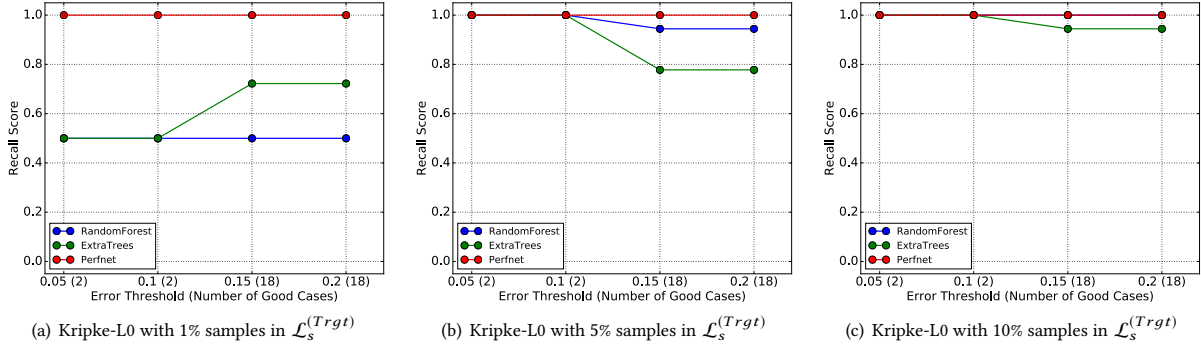 1.0
0.8
0.6
0.4
0.2
0.0
Recall Score
RandomForest
ExtraTrees
Perfnet
0.05 (2) 0.1 (2) 0.15 (18) 0.2 (18)
Error Threshold (Number of Good Cases)
(a) Kripke-L0 with 1% samples in ℒₛ^(Trgt)
1.0
0.8
0.6
0.4
0.2
0.0
Recall Score
RandomForest
ExtraTrees
Perfnet
0.05 (2) 0.1 (2) 0.15 (18) 0.2 (18)
Error Threshold (Number of Good Cases)
(b) Kripke-L0 with 5% samples in ℒₛ^(Trgt)
1.0
0.8
0.6
0.4
0.2
0.0
Recall Score
RandomForest
ExtraTrees
Perfnet
0.05 (2) 0.1 (2) 0.15 (18) 0.2 (18)
Error Threshold (Number of Good Cases)
(c) Kripke-L0 with 10% samples in ℒₛ^(Trgt)